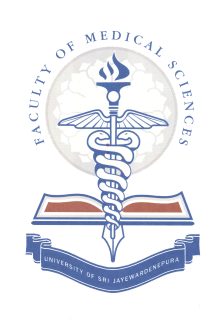 FACULTY OF MEDICAL SCIENCES
UNIVERSITY OF SRI JAYEWARDENEPURA